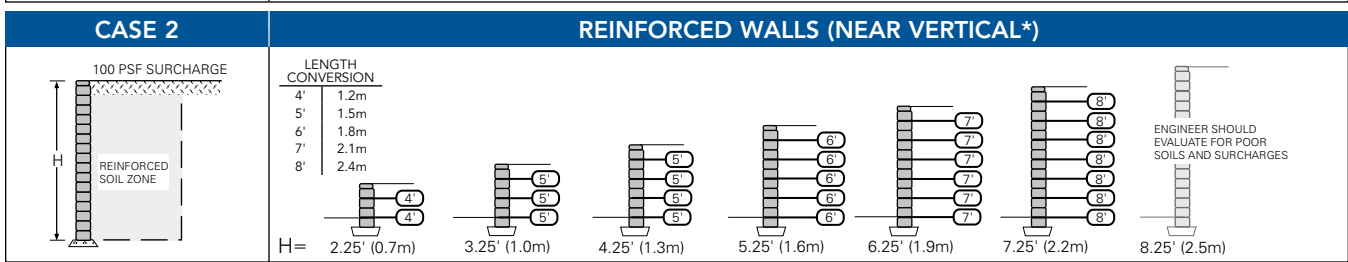 CASE 2
REINFORCED WALLS (NEAR VERTICAL*)
100 PSF SURCHARGE
H
REINFORCED
SOIL ZONE
LENGTH
CONVERSION
4' 1.2m
5' 1.5m
6' 1.8m
7' 2.1m
8' 2.4m
4'
4'
5'
5'
5'
5'
5'
5'
5'
6'
6'
6'
6'
6'
7'
7'
7'
7'
7'
7'
8'
8'
8'
8'
8'
8'
8'
ENGINEER SHOULD
EVALUATE FOR POOR
SOILS AND SURCHARGES
H= 2.25' (0.7m) 3.25' (1.0m) 4.25' (1.3m) 5.25' (1.6m) 6.25' (1.9m) 7.25' (2.2m) 8.25' (2.5m)